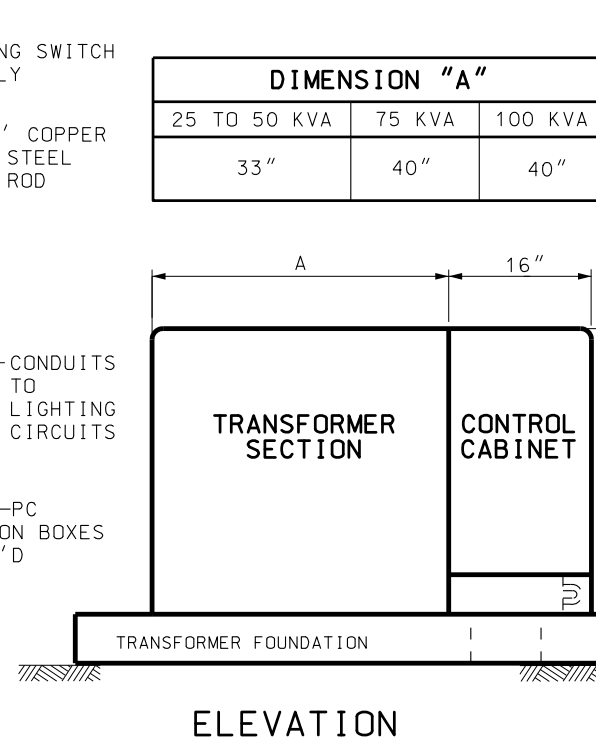 NG SWITCH
LY
' COPPER
STEEL
ROD
DIMENSION "A"
25 TO 50 KVA 75 KVA 100 KVA
33" 40" 40"
A 16"
-CONDUITS
TO
LIGHTING
CIRCUITS
TRANSFORMER
SECTION
CONTROL
CABINET
-PC
ON BOXES
'D
TRANSFORMER FOUNDATION
ELEVATION